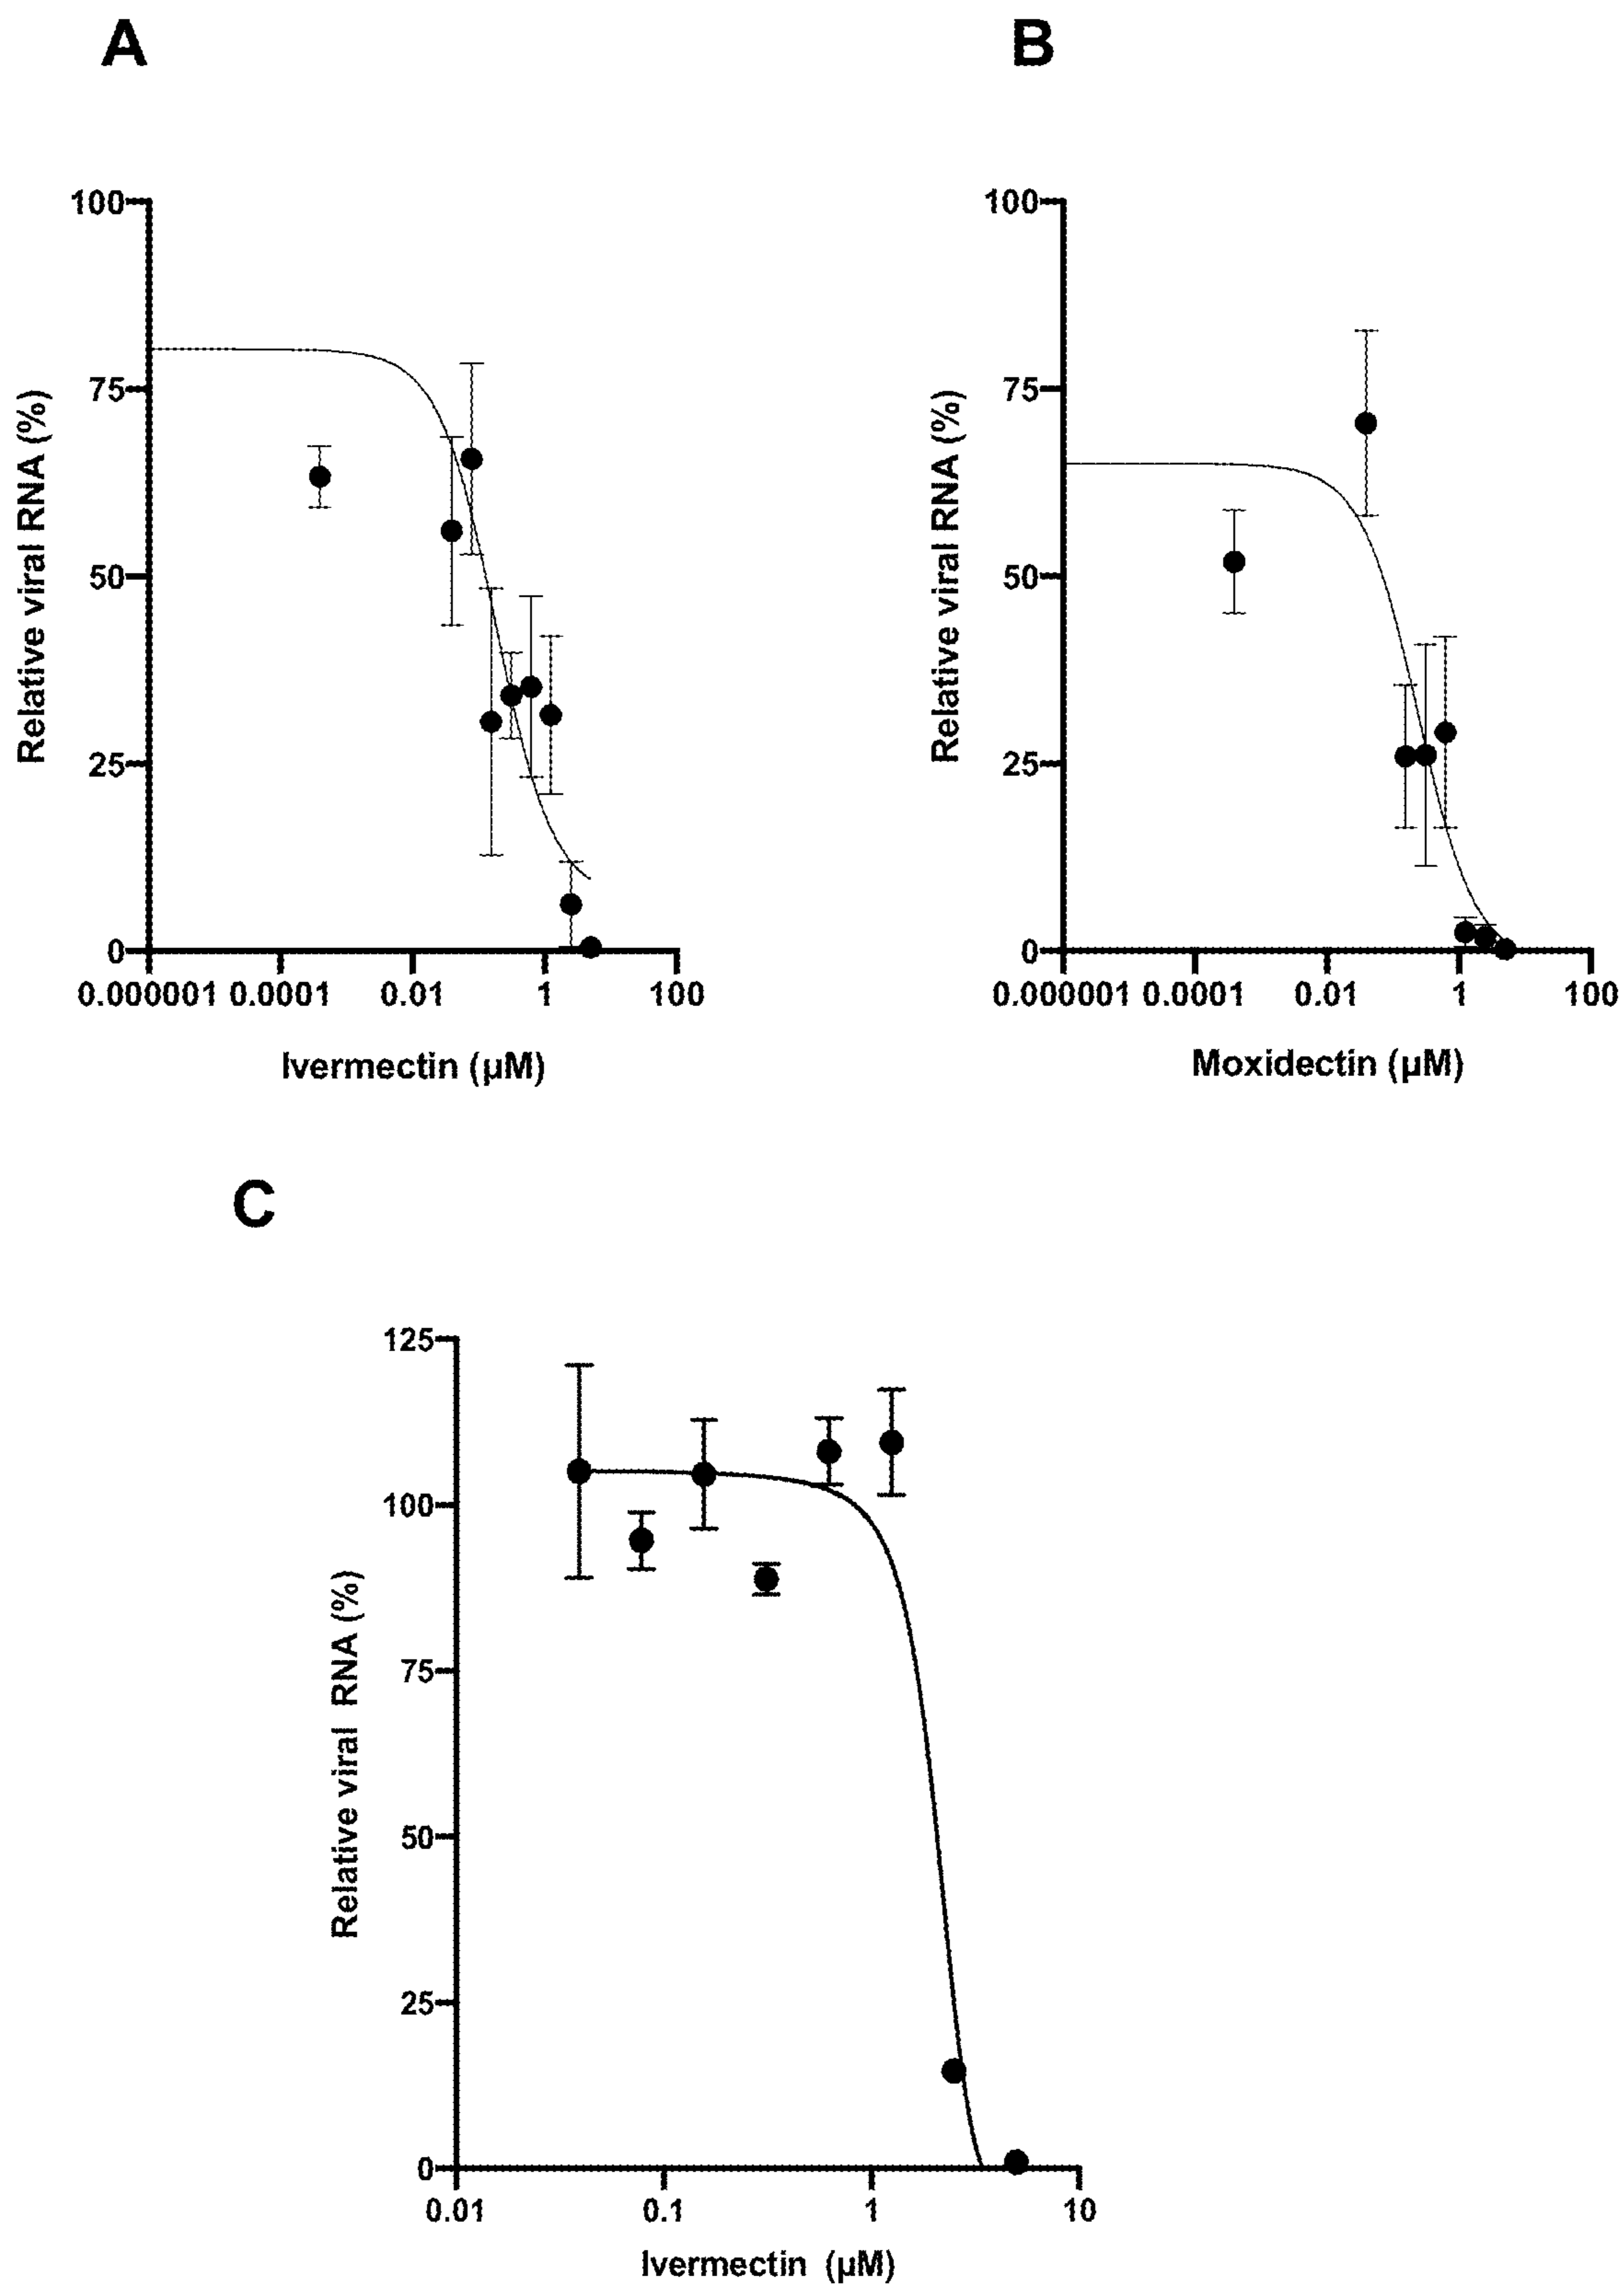 A
100
75
50
25
0
Relative viral RNA (%)
0.000001 0.0001 0.01 1 100
Ivermectin (µM)
B
100
75
50
25
0
Relative viral RNA (%)
0.000001 0.0001 0.01 1 100
Moxidectin (µM)
C
125
100
75
50
25
0
Relative viral RNA (%)
0.01 0.1 1 10
Ivermectin (µM)